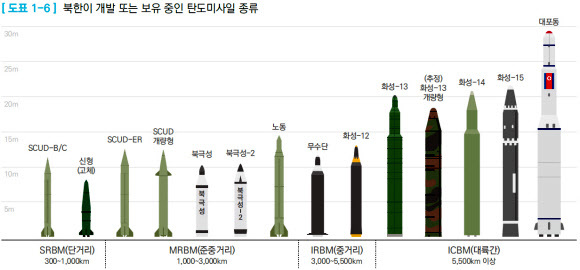 [ 도표 1-6 ] 북한이 개발 또는 보유 중인 탄도미사일 종류
30m
25m
20m
15m
10m
5m
SCUD-B/C
신형
(고체)
SCUD-ER
SCUD
개량형
북극성
북극성-2
노동
무수단
화성-12
화성-13
(추정)
화성-13
개량형
화성-14
화성-15
대포동
북극성
북극성-2
SRBM(단거리)
300-1,000km
MRBM(준중거리)
1,000-3,000km
IRBM(중거리)
3,000-5,500km
ICBM(대륙간)
5,500km 이상